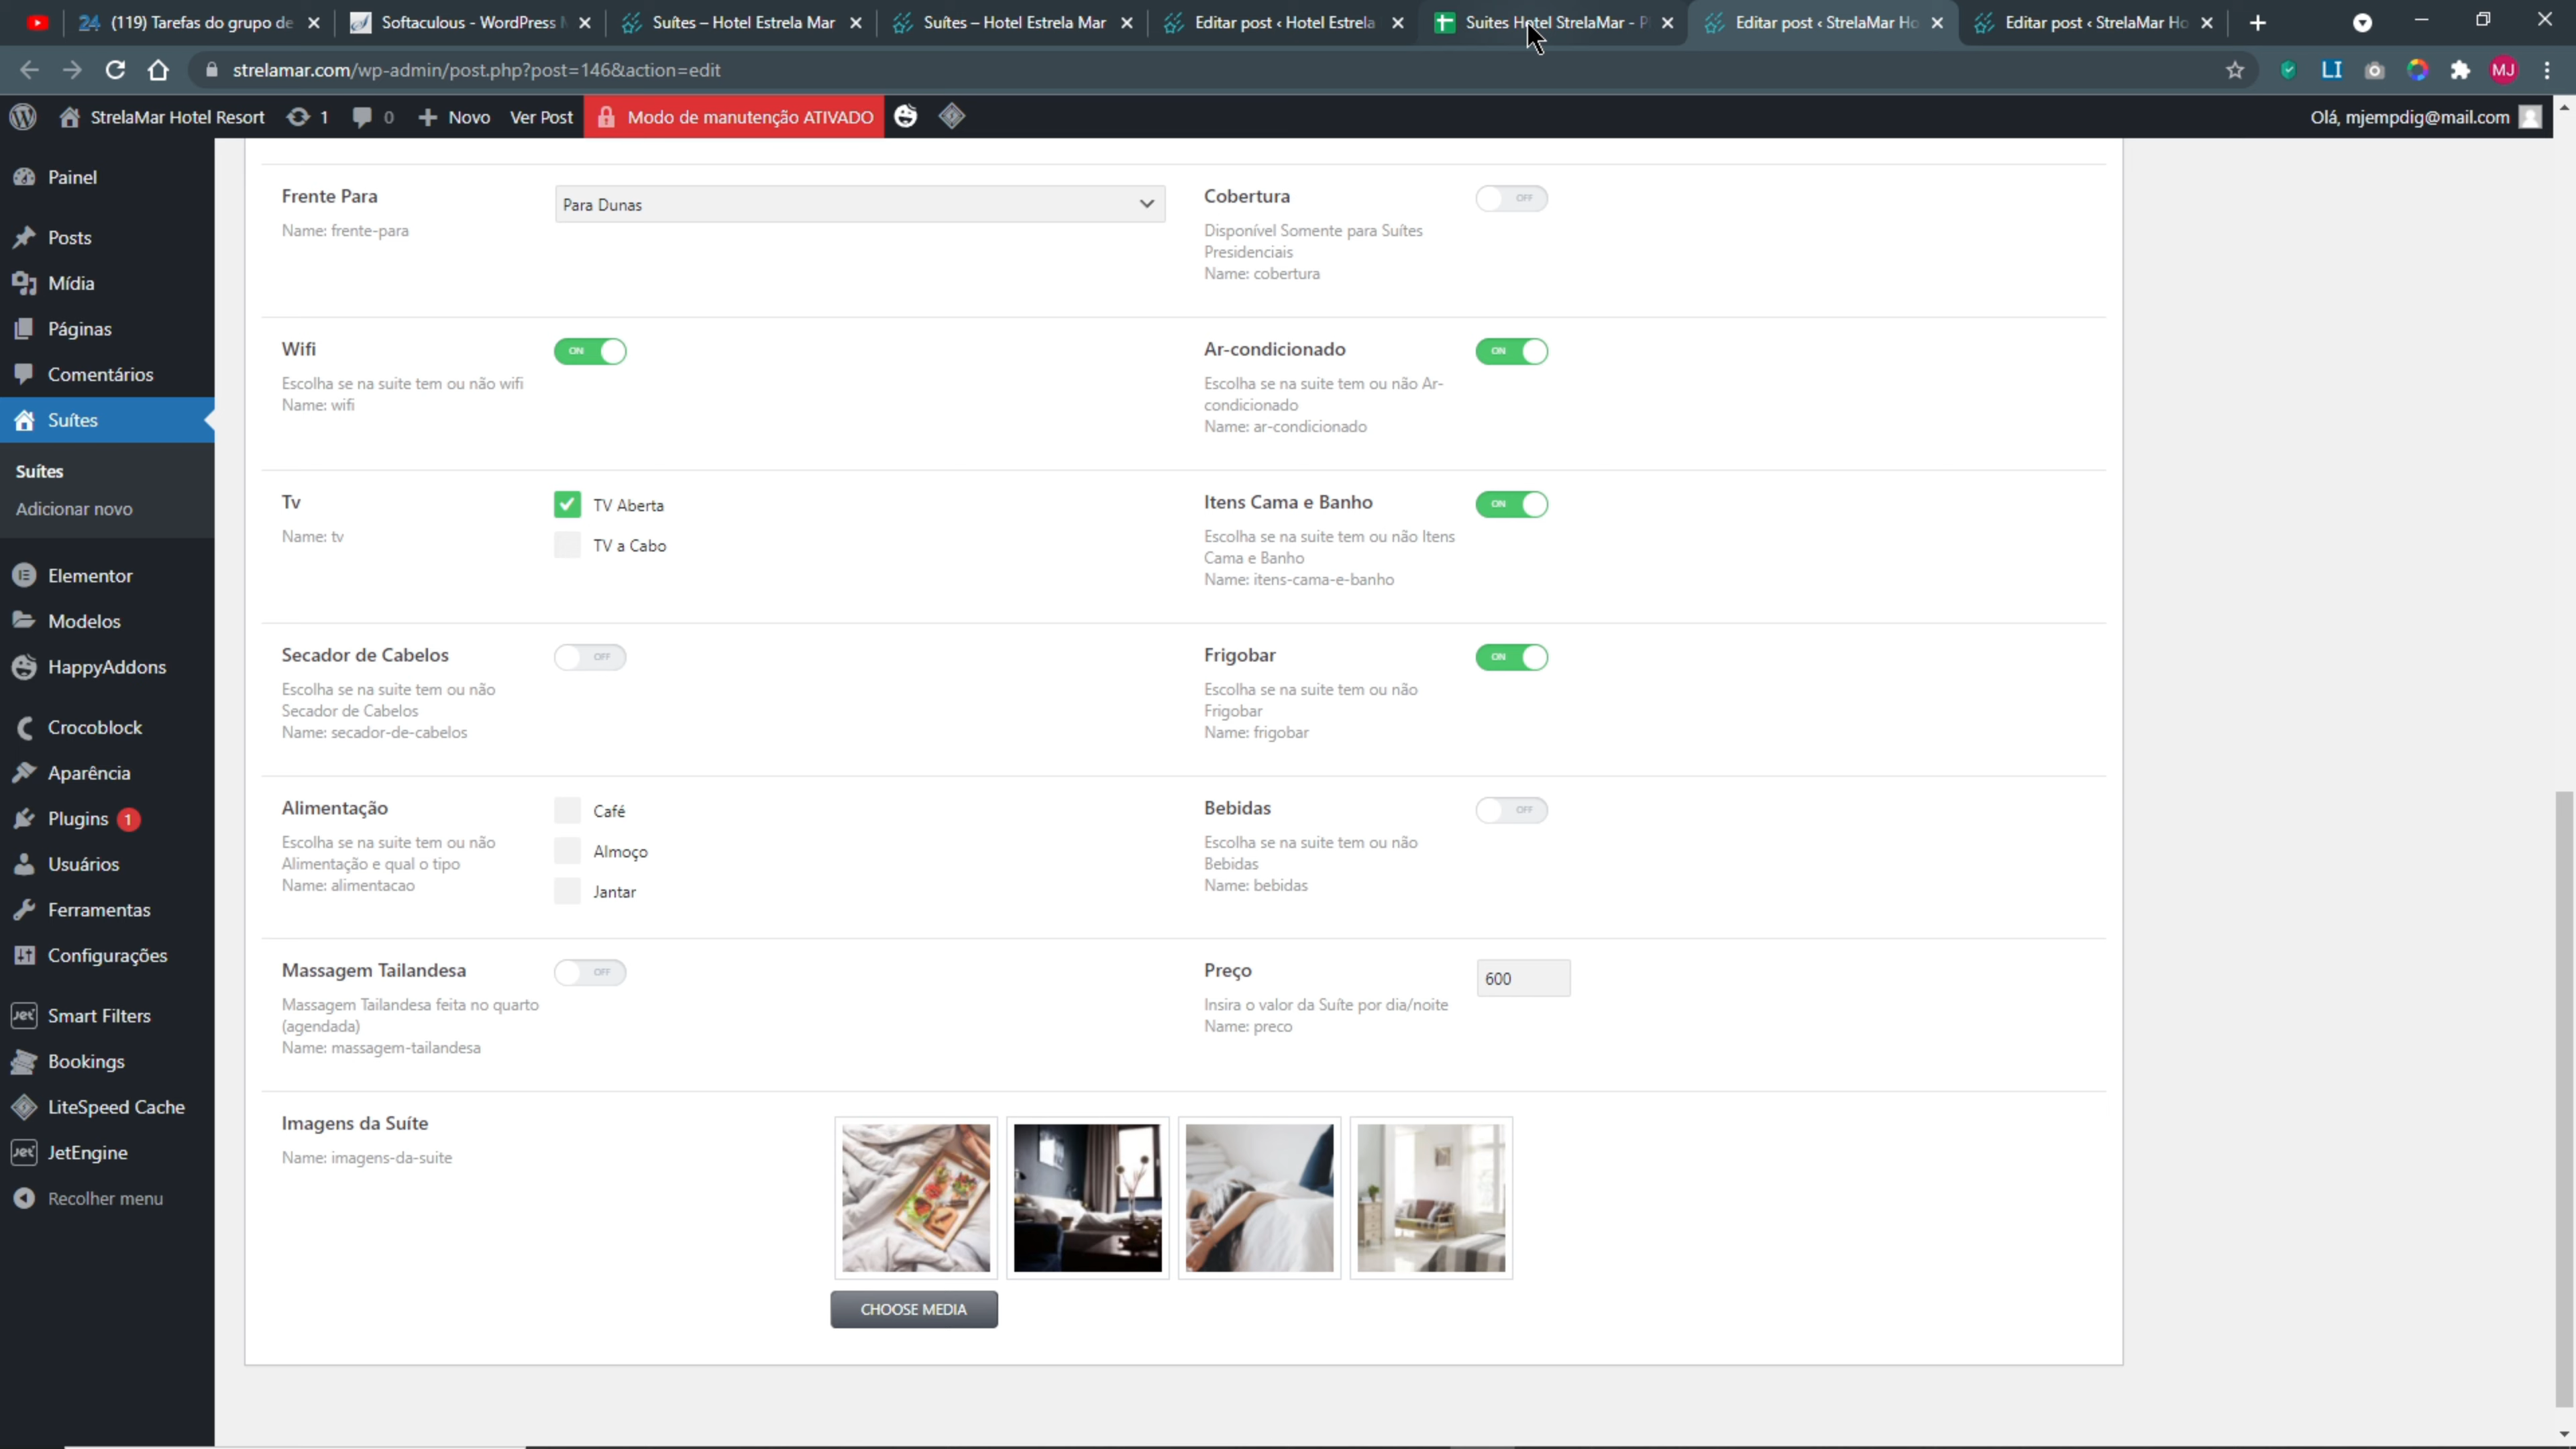 24 (119) Tarefas do grupo de
Softaculous - WordPress
Suítes – Hotel Estrela Mar
Suítes – Hotel Estrela Mar
Editar post ‹ Hotel Estrela
Suites Hotel StrelaMar - P
Editar post ‹ StrelaMar Ho
Editar post ‹ StrelaMar Ho
strelamar.com/wp-admin/post.php?post=146&action=edit
LI
MJ
StrelaMar Hotel Resort
1
0
Novo
Ver Post
Modo de manutenção ATIVADO
Olá, mjempdig@mail.com
Painel
Posts
Mídia
Páginas
Comentários
Suítes
Suítes
Adicionar novo
Elementor
Modelos
HappyAddons
Crocoblock
Aparência
Plugins 1
Usuários
Ferramentas
Configurações
Jet Smart Filters
Bookings
LiteSpeed Cache
Jet JetEngine
Recolher menu
Frente Para
Name: frente-para
Para Dunas
Cobertura
OFF
Disponível Somente para Suítes
Presidenciais
Name: cobertura
Wifi
ON
Escolha se na suite tem ou não wifi
Name: wifi
Ar-condicionado
ON
Escolha se na suite tem ou não Ar-
condicionado
Name: ar-condicionado
Tv
Name: tv
TV Aberta
TV a Cabo
Itens Cama e Banho
ON
Escolha se na suite tem ou não Itens
Cama e Banho
Name: itens-cama-e-banho
Secador de Cabelos
OFF
Escolha se na suite tem ou não
Secador de Cabelos
Name: secador-de-cabelos
Frigobar
ON
Escolha se na suite tem ou não
Frigobar
Name: frigobar
Alimentação
Escolha se na suite tem ou não
Alimentação e qual o tipo
Name: alimentacao
Café
Almoço
Jantar
Bebidas
OFF
Escolha se na suite tem ou não
Bebidas
Name: bebidas
Massagem Tailandesa
OFF
Massagem Tailandesa feita no quarto
(agendada)
Name: massagem-tailandesa
Preço
600
Insira o valor da Suíte por dia/noite
Name: preco
Imagens da Suíte
Name: imagens-da-suite
CHOOSE MEDIA